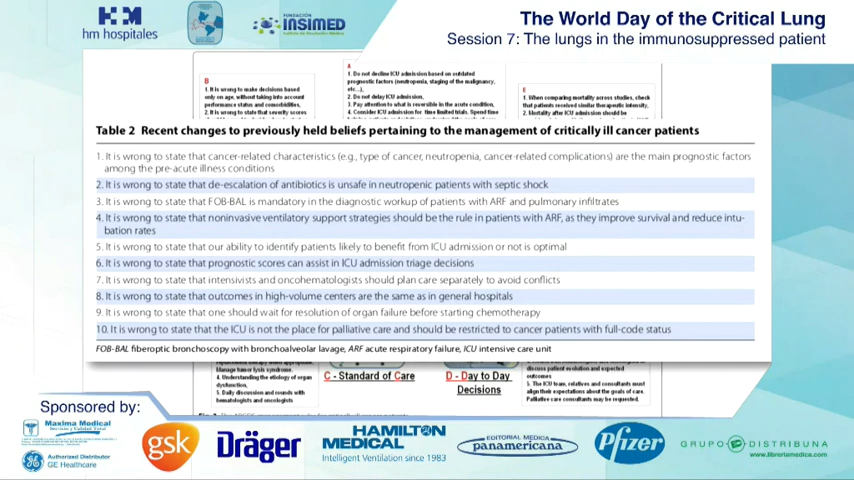 hm hospitales
FUNDACIÓN
INSIMED
The World Day of the Critical Lung
Session 7: The lungs in the immunosuppressed patient
B
1. It is wrong to make decisions based
only on age, without taking into account
performance status and comorbidities,
2. It is wrong to state that severity scores
A
1. Do not decline ICU admission based on outdated
prognostic factors (neutropenia, staging of the malignancy,
etc...),
2. Do not delay ICU admission,
3. Pay attention to what is reversible in the acute condition,
4. Consider ICU admission for time limited trials. Spend time
E
1. When comparing mortality across studies, check
that patients received similar therapeutic intensity,
2. Mortality after ICU admission should be
Table 2 Recent changes to previously held beliefs pertaining to the management of critically ill cancer patients
1. It is wrong to state that cancer-related characteristics (e.g., type of cancer, neutropenia, cancer-related complications) are the main prognostic factors
among the pre-acute illness conditions
2. It is wrong to state that de-escalation of antibiotics is unsafe in neutropenic patients with septic shock
3. It is wrong to state that FOB-BAL is mandatory in the diagnostic workup of patients with ARF and pulmonary infiltrates
4. It is wrong to state that noninvasive ventilatory support strategies should be the rule in patients with ARF, as they improve survival and reduce intu-
bation rates
5. It is wrong to state that our ability to identify patients likely to benefit from ICU admission or not is optimal
6. It is wrong to state that prognostic scores can assist in ICU admission triage decisions
7. It is wrong to state that intensivists and oncohematologists should plan care separately to avoid conflicts
8. It is wrong to state that outcomes in high-volume centers are the same as in general hospitals
9. It is wrong to state that one should wait for resolution of organ failure before starting chemotherapy
10. It is wrong to state that the ICU is not the place for palliative care and should be restricted to cancer patients with full-code status
FOB-BAL fiberoptic bronchoscopy with bronchoalveolar lavage, ARF acute respiratory failure, ICU intensive care unit
Manage tumor lysis syndrome.
4. Understanding the etiology of organ
dysfunction,
5. Daily discussion and rounds with
hematologists and oncologists
C - Standard of Care
D - Day to Day
Decisions
discuss patient evolution and expected
outcomes
5. The ICU team, relatives and consultants must
align their expectations about the goals of care.
Palliative care consultants may be requested.
Sponsored by:
Maxima Medical
Authorized Distributor
GE Healthcare
gsk
Dräger
HAMILTON
MEDICAL
Intelligent Ventilation since 1983
EDITORIAL MEDICA
panamericana
Pfizer
GRUPO DISTRIBUNA
www.libreriamedica.com